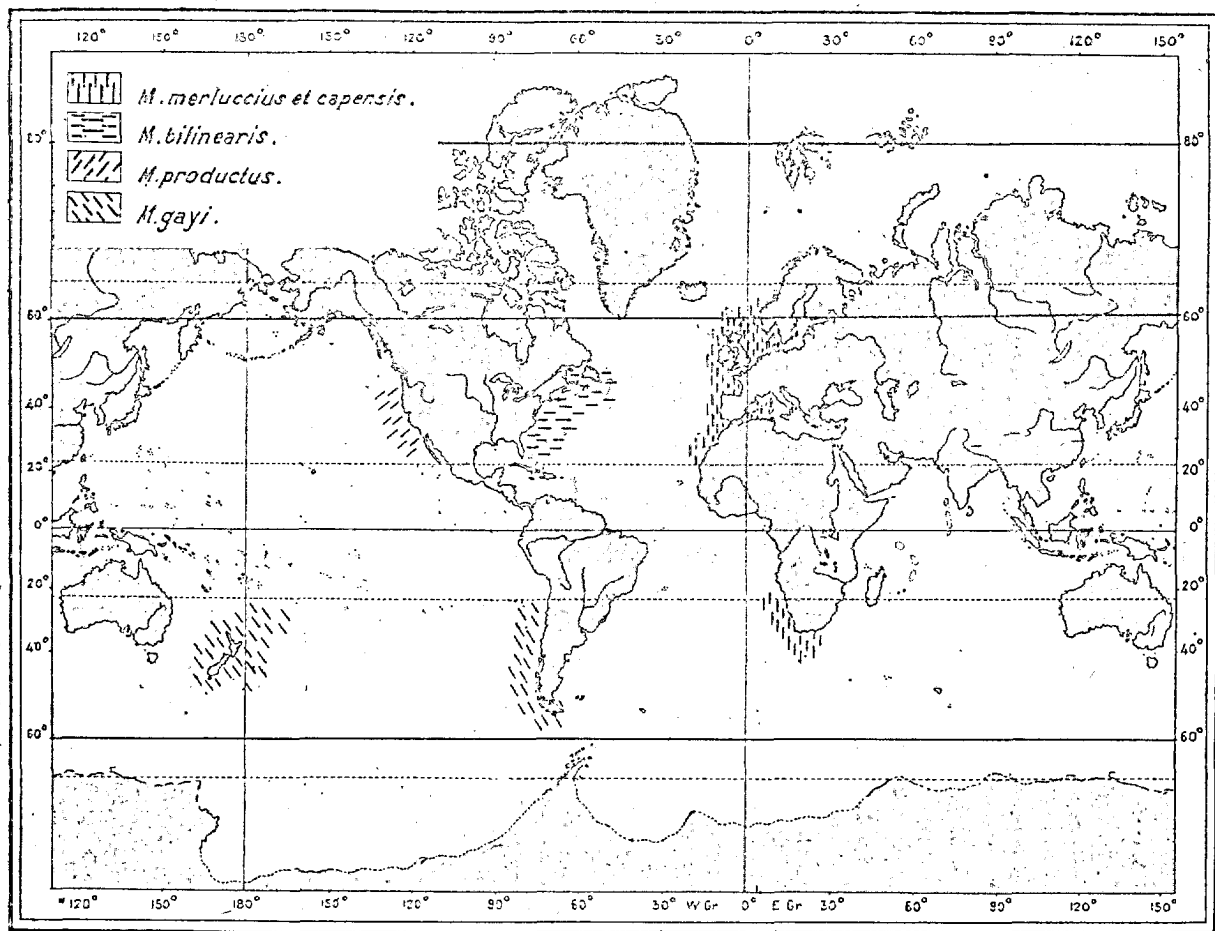 120° 150° 180° 150° 120° 90° 60° 30° 0° 30° 60° 90° 120° 150°
M. merluccius et capensis.
M. bilinearis.
M. productus.
M. gayi.
80° 80°
60° 60°
40° 40°
20° 20°
0° 0°
20° 20°
40° 40°
60° 60°
120° 150° 180° 150° 120° 90° 60° 30° W Gr 0° E Gr 30° 60° 90° 120° 150°